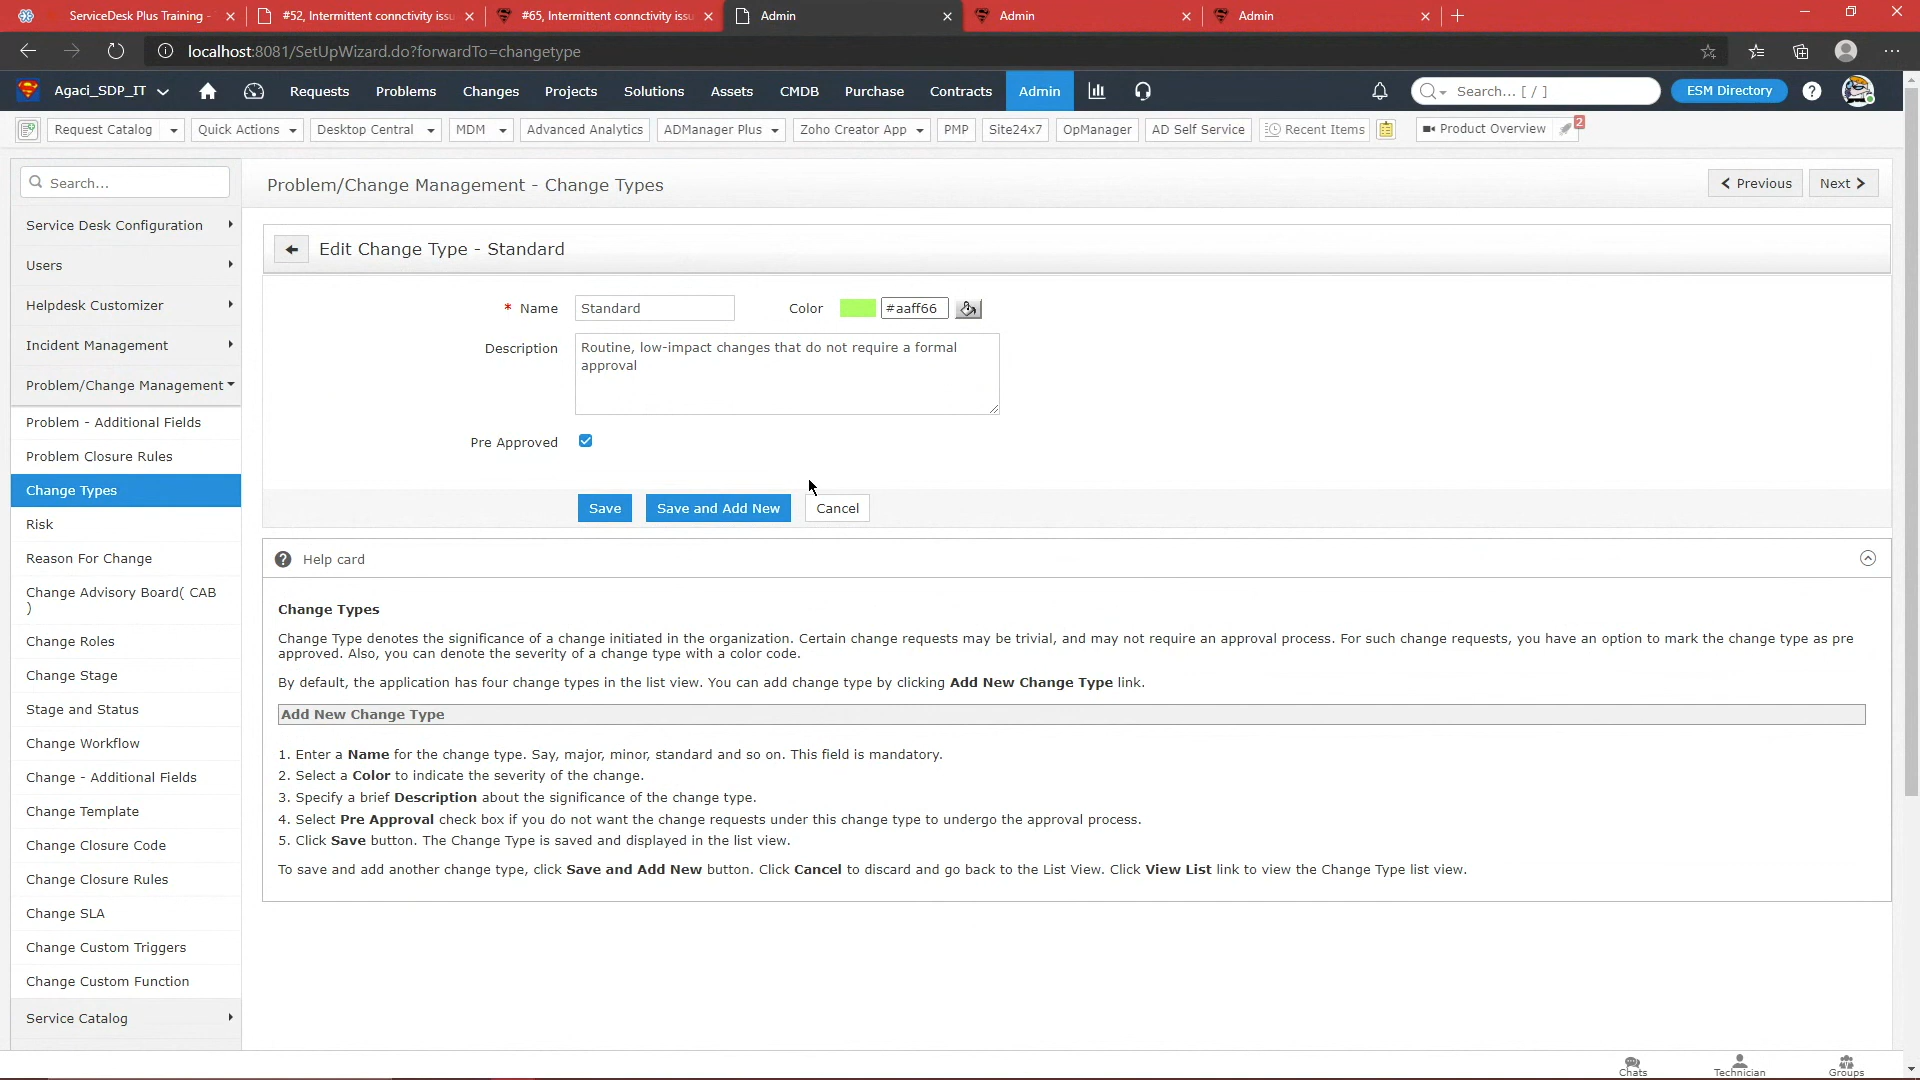 ServiceDesk Plus Training -
#52, Intermittent connctivity issu
#65, Intermittent connctivity issu
Admin
Admin
Admin
localhost:8081/SetUpWizard.do?forwardTo=changetype
Agaci_SDP_IT
Requests
Problems
Changes
Projects
Solutions
Assets
CMDB
Purchase
Contracts
Admin
Search... [ / ]
ESM Directory
Request Catalog
Quick Actions
Desktop Central
MDM
Advanced Analytics
ADManager Plus
Zoho Creator App
PMP
Site24x7
OpManager
AD Self Service
Recent Items
Product Overview
2
Search...
Service Desk Configuration
Users
Helpdesk Customizer
Incident Management
Problem/Change Management
Problem - Additional Fields
Problem Closure Rules
Change Types
Risk
Reason For Change
Change Advisory Board( CAB
)
Change Roles
Change Stage
Stage and Status
Change Workflow
Change - Additional Fields
Change Template
Change Closure Code
Change Closure Rules
Change SLA
Change Custom Triggers
Change Custom Function
Service Catalog
Problem/Change Management - Change Types
Previous
Next
Edit Change Type - Standard
* Name
Standard
Color
#aaff66
Description
Routine, low-impact changes that do not require a formal
approval
Pre Approved
Save
Save and Add New
Cancel
Help card
Change Types
Change Type denotes the significance of a change initiated in the organization. Certain change requests may be trivial, and may not require an approval process. For such change requests, you have an option to mark the change type as pre
approved. Also, you can denote the severity of a change type with a color code.
By default, the application has four change types in the list view. You can add change type by clicking Add New Change Type link.
Add New Change Type
1. Enter a Name for the change type. Say, major, minor, standard and so on. This field is mandatory.
2. Select a Color to indicate the severity of the change.
3. Specify a brief Description about the significance of the change type.
4. Select Pre Approval check box if you do not want the change requests under this change type to undergo the approval process.
5. Click Save button. The Change Type is saved and displayed in the list view.
To save and add another change type, click Save and Add New button. Click Cancel to discard and go back to the List View. Click View List link to view the Change Type list view.
Chats
Technician
Groups